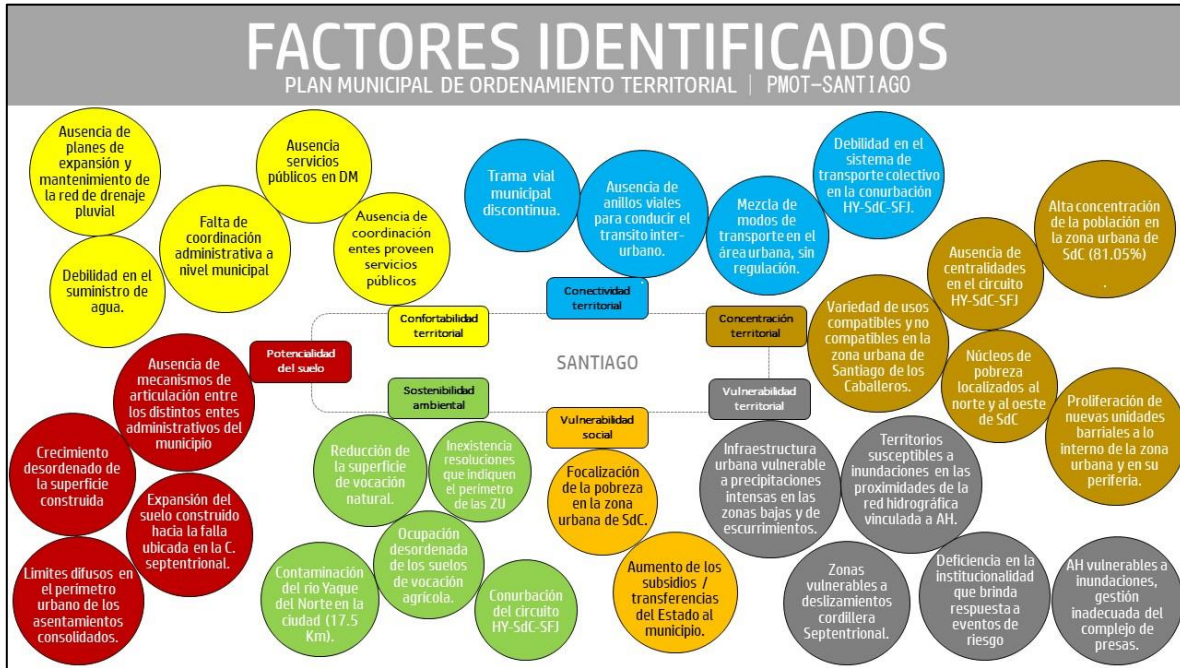 FACTORES IDENTIFICADOS
PLAN MUNICIPAL DE ORDENAMIENTO TERRITORIAL | PMOT-SANTIAGO
Ausencia de
planes de
expansión y
mantenimiento de
la red de drenaje
pluvial
Debilidad en el
suministro de
agua.
Falta de
coordinación
administrativa a
nivel municipal
Ausencia
servicios
públicos en DM
Ausencia de
coordinación
entes proveen
servicios
públicos
Confortabilidad
territorial
Trama vial
municipal
discontinua.
Ausencia de
anillos viales
para conducir el
transito inter-
urbano.
Mezcla de
modos de
transporte en el
área urbana, sin
regulación.
Debilidad en el
sistema de
transporte colectivo
en la conurbación
HY-SdC-SFJ.
Conectividad
territorial
Alta concentración
de la población en
la zona urbana de
SdC (81.05%)
.
Ausencia de
centralidades
en el circuito
HY-SdC-SFJ
Variedad de usos
compatibles y no
compatibles en la
zona urbana de
Santiago de los
Caballeros.
Núcleos de
pobreza
localizados al
norte y al oeste
de SdC
Proliferación de
nuevas unidades
barriales a lo
interno de la zona
urbana y en su
periferia.
Concentración
territorial
SANTIAGO
Potencialidad
del suelo
Ausencia de
mecanismos de
articulación entre
los distintos entes
administrativos del
municipio
Crecimiento
desordenado de
la superficie
construida
Expansión del
suelo construido
hacia la falla
ubicada en la C.
septentrional.
Limites difusos en
el perímetro
urbano de los
asentamientos
consolidados.
Sostenibilidad
ambiental
Reducción de
la superficie
de vocación
natural.
Inexistencia
resoluciones
que indiquen
el perímetro
de las ZU
Ocupación
desordenada
de los suelos
de vocación
agrícola.
Contaminación
del rio Yaque
del Norte en la
ciudad (17.5
Km).
Conurbación
del circuito
HY-SdC-SFJ
Vulnerabilidad
social
Focalización
de la pobreza
en la zona
urbana de SdC.
Aumento de los
subsidios /
transferencias
del Estado al
municipio.
Vulnerabilidad
territorial
Infraestructura
urbana vulnerable
a precipitaciones
intensas en las
zonas bajas y de
escurrimientos.
Territorios
susceptibles a
inundaciones en las
proximidades de la
red hidrográfica
vinculada a AH.
Zonas
vulnerables a
deslizamientos
cordillera
Septentrional.
Deficiencia en la
institucionalidad
que brinda
respuesta a
eventos de
riesgo
AH vulnerables a
inundaciones,
gestión
inadecuada del
complejo de
presas.